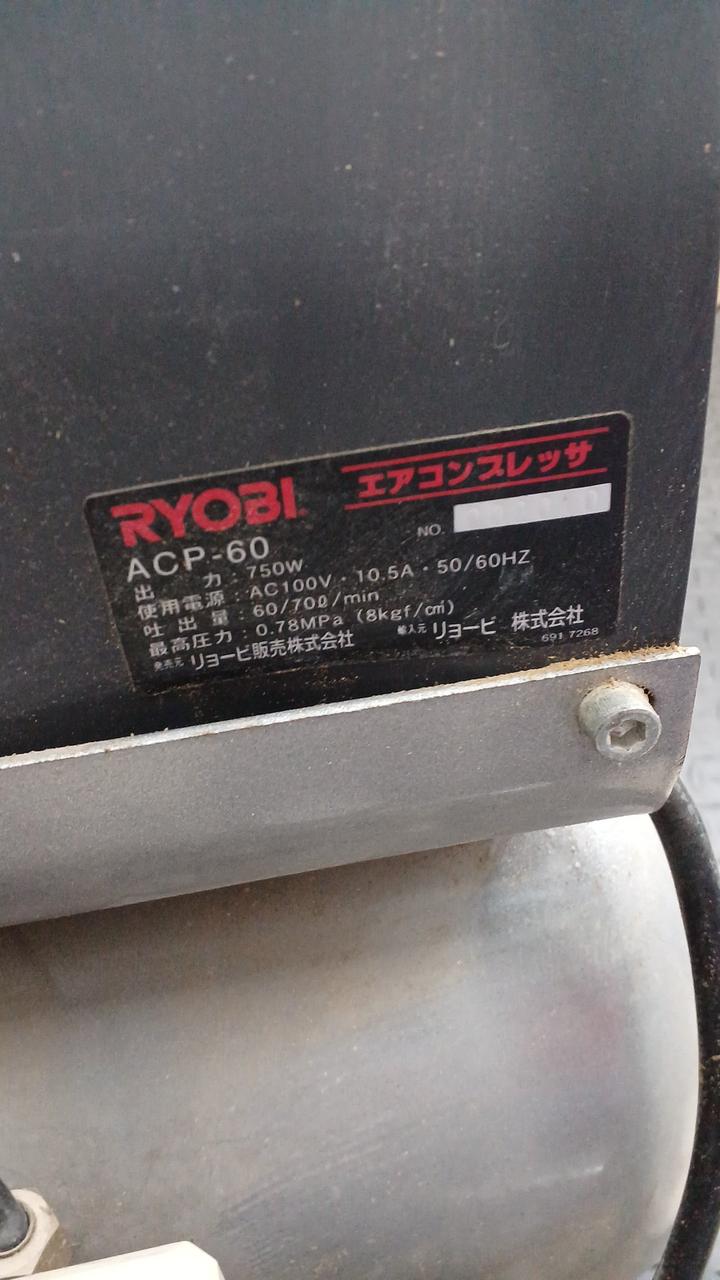 RYOBI エアコンプレッサ
ACP-60 NO.
出力：750W
使用電源：AC100V・10.5A・50/60HZ
吐出量：60/70ℓ/min
最高圧力：0.78MPa (8kgf/c㎡)
発売元 リョービ販売株式会社 輸入元 リョービ 株式会社
691 7268